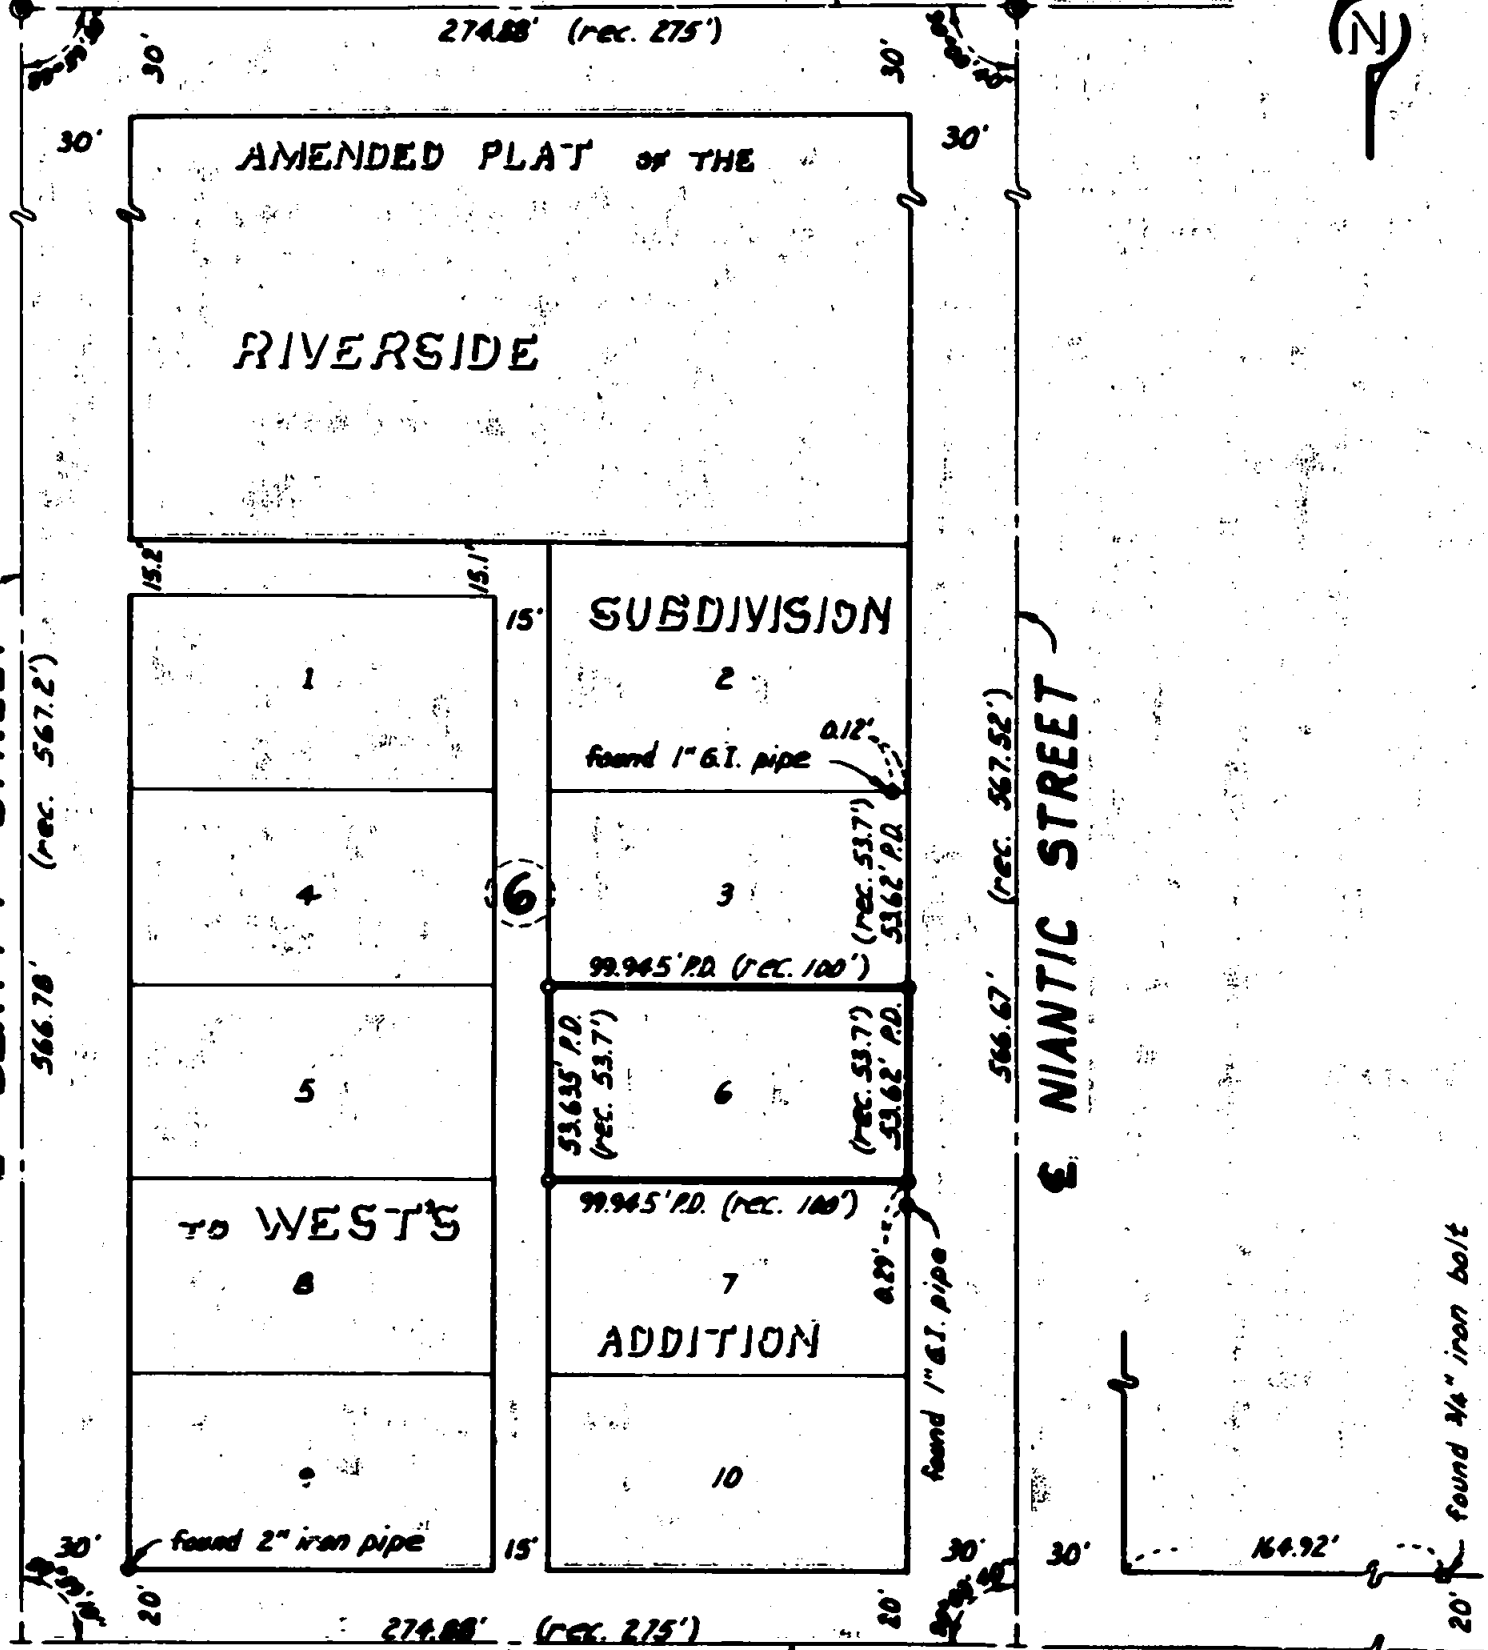 274.88' (rec. 275')
N
30'
30'
30'
30'
AMENDED PLAT OF THE
RIVERSIDE
15.2'
15.1'
15'
SUBDIVISION
1
2
0.12'
found 1" G.I. pipe
(rec. 567.2')
566.78'
(rec. 567.52')
566.67'
℄ NIANTIC STREET
4
6
3
(rec. 53.7')
53.62' P.D.
99.945' P.D. (rec. 100')
5
53.635' P.D.
(rec. 53.7')
6
(rec. 53.7')
53.62' P.D.
99.945' P.D. (rec. 100')
TO WEST'S
8
7
0.29'
found 1" G.I. pipe
ADDITION
9
10
found 3/4" iron bolt
30'
found 2" iron pipe
15'
30'
30'
164.92'
20'
20'
20'
274.88' (rec. 275')